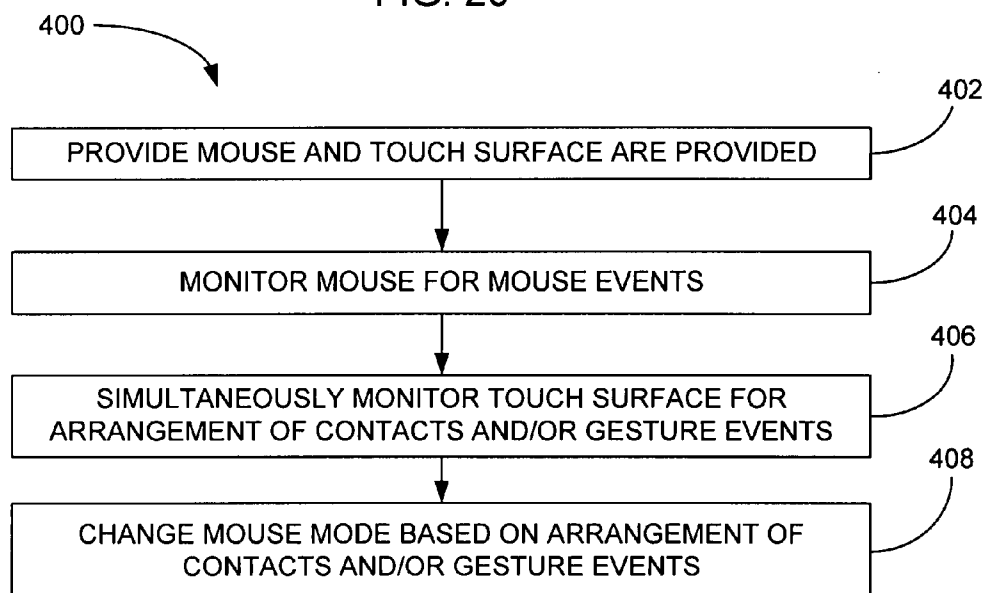 FIG.
400
402
PROVIDE MOUSE AND TOUCH SURFACE ARE PROVIDED
404
MONITOR MOUSE FOR MOUSE EVENTS
406
SIMULTANEOUSLY MONITOR TOUCH SURFACE FOR
ARRANGEMENT OF CONTACTS AND/OR GESTURE EVENTS
408
CHANGE MOUSE MODE BASED ON ARRANGEMENT OF
CONTACTS AND/OR GESTURE EVENTS